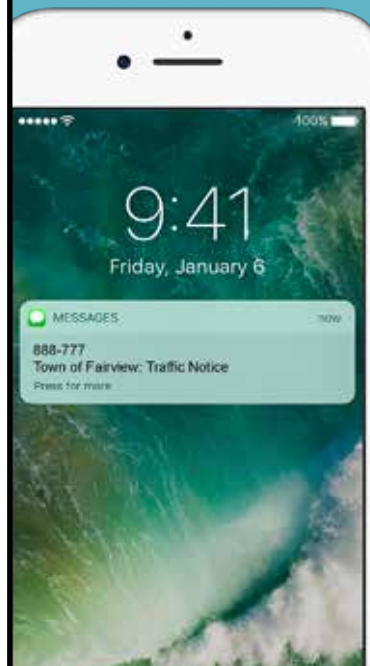 100%
9:41
Friday, January 6
MESSAGES now
888-777
Town of Fairview: Traffic Notice
Press for more